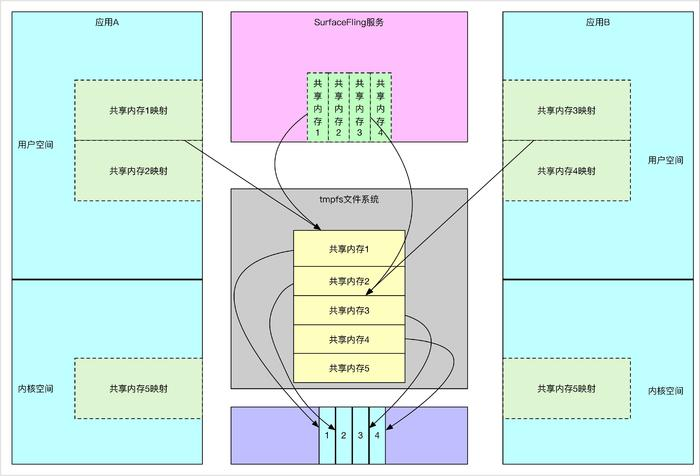 应用A
用户空间
共享内存1映射
共享内存2映射
内核空间
共享内存5映射
SurfaceFling服务
共享内存1
共享内存2
共享内存3
共享内存4
tmpfs文件系统
共享内存1
共享内存2
共享内存3
共享内存4
共享内存5
1
2
3
4
应用B
共享内存3映射
用户空间
共享内存4映射
共享内存5映射
内核空间